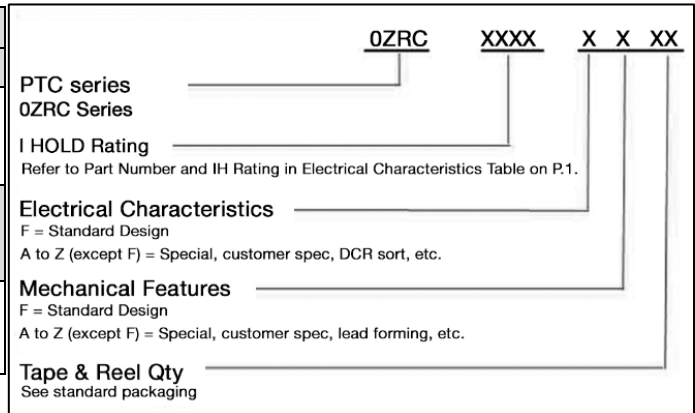 0ZRC XXXX X X XX
PTC series
0ZRC Series
I HOLD Rating
Refer to Part Number and IH Rating in Electrical Characteristics Table on P.1.
Electrical Characteristics
F = Standard Design
A to Z (except F) = Special, customer spec, DCR sort, etc.
Mechanical Features
F = Standard Design
A to Z (except F) = Special, customer spec, lead forming, etc.
Tape & Reel Qty
See standard packaging